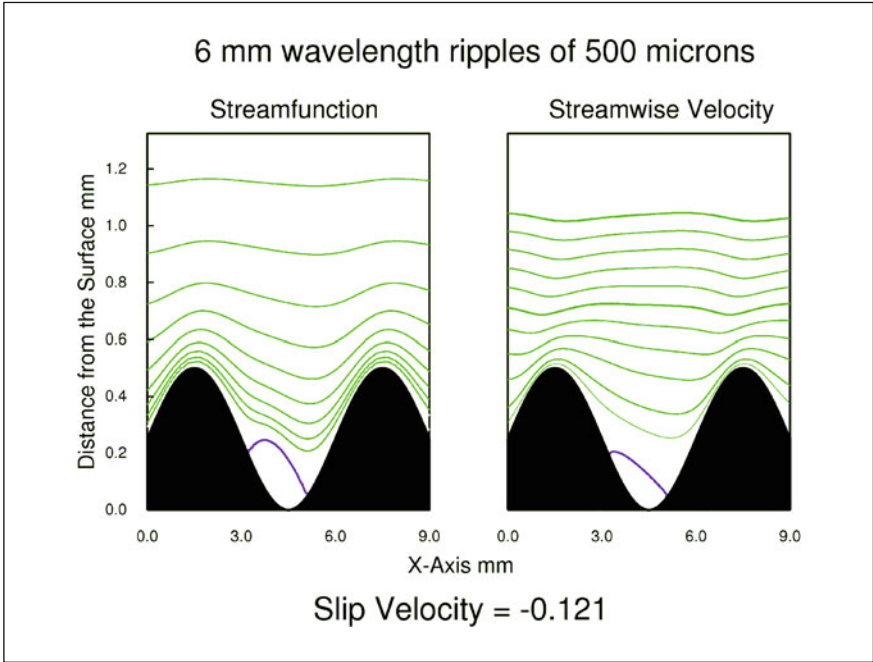 6 mm wavelength ripples of 500 microns
Streamfunction
Streamwise Velocity
Distance from the Surface mm
1.2
1.0
0.8
0.6
0.4
0.2
0.0
0.0 3.0 6.0 9.0
0.0 3.0 6.0 9.0
X-Axis mm
Slip Velocity = -0.121